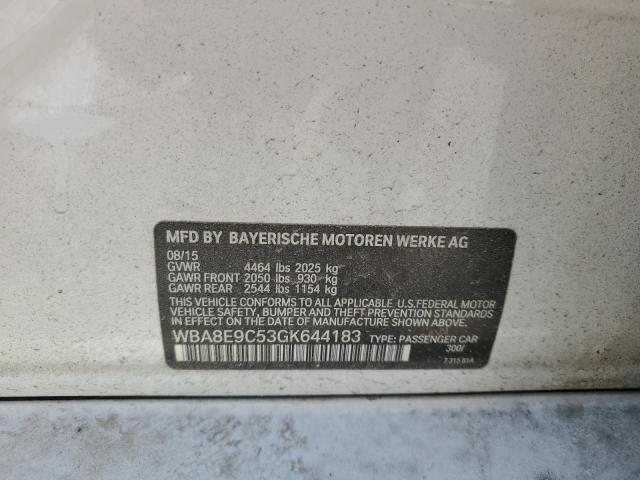 MFD BY BAYERISCHE MOTOREN WERKE AG
08/15
GVWR 4464 lbs 2025 kg
GAWR FRONT 2050 lbs 930 kg
GAWR REAR 2544 lbs 1154 kg
THIS VEHICLE CONFORMS TO ALL APPLICABLE U.S.FEDERAL MOTOR
VEHICLE SAFETY, BUMPER AND THEFT PREVENTION STANDARDS IN
EFFECT ON THE DATE OF MANUFACTURE SHOWN ABOVE.
WBA8E9C53GK644183 TYPE: PASSENGER CAR
300/